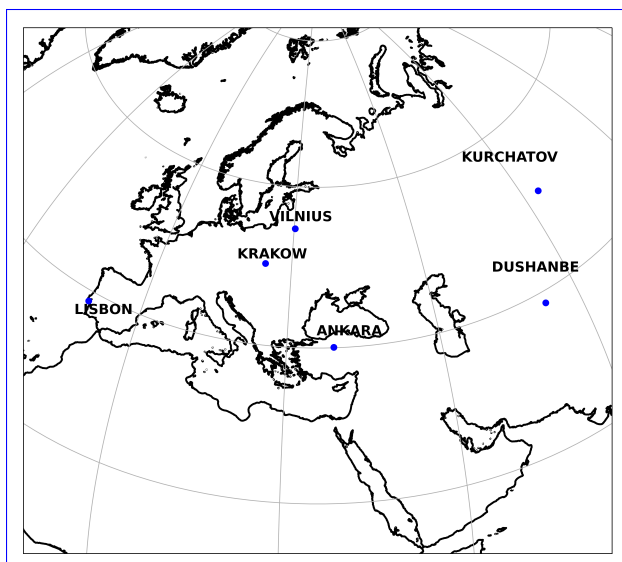 KURCHATOV
VILNIUS
KRAKOW
DUSHANBE
LISBON
ANKARA